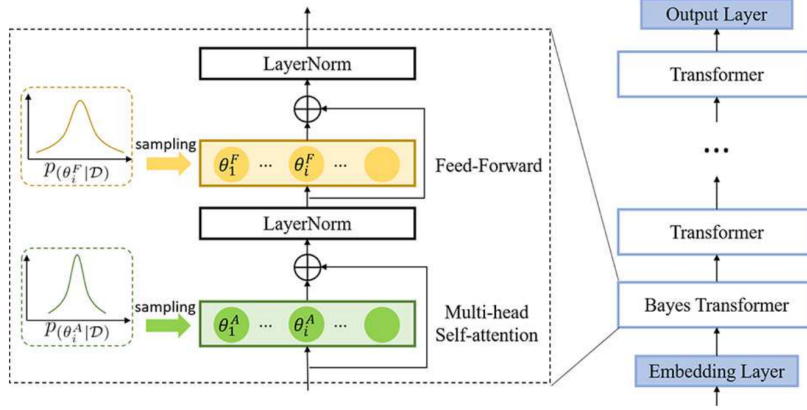 Output Layer
LayerNorm
Transformer
sampling
θ₁ᶠ ... θᵢᶠ ...
p(θᵢᶠ|𝒟)
Feed-Forward
...
LayerNorm
Transformer
sampling
θ₁ᴬ ... θᵢᴬ ...
p(θᵢᴬ|𝒟)
Multi-head
Self-attention
Bayes Transformer
Embedding Layer